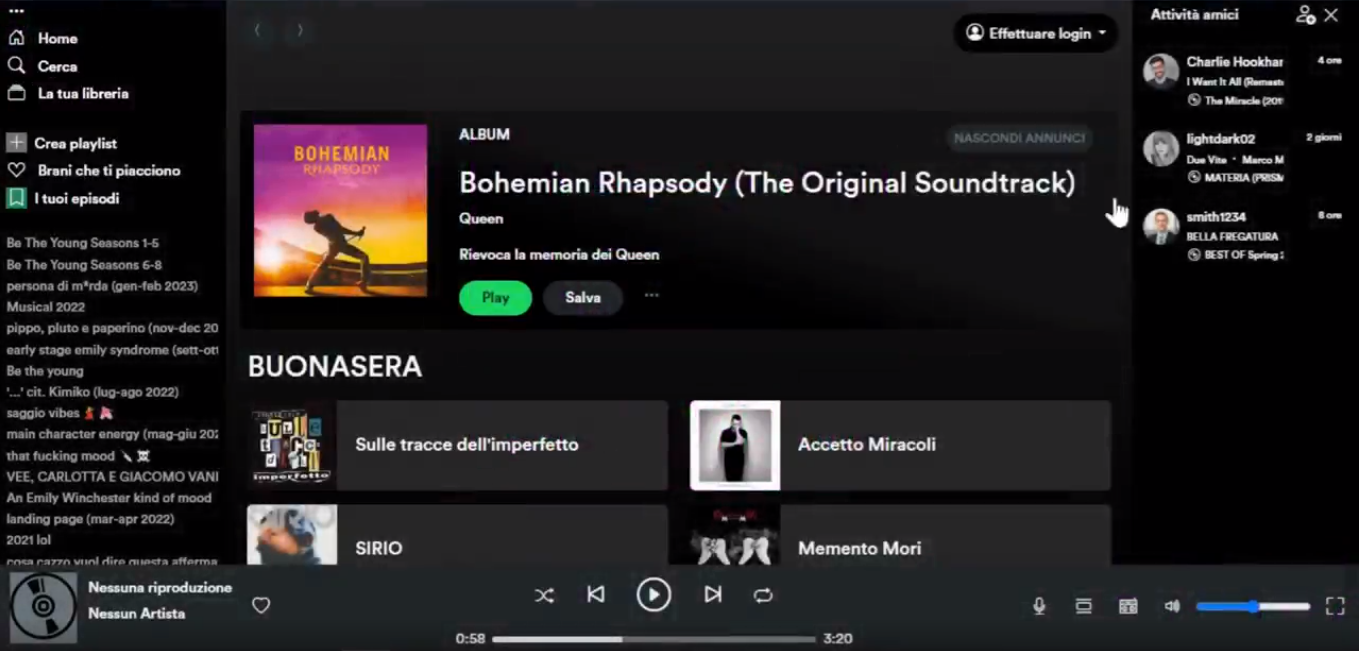 Home
Cerca
La tua libreria
Crea playlist
Brani che ti piacciono
I tuoi episodi
Be The Young Seasons 1-5
Be The Young Seasons 6-8
persona di m*rda (gen-feb 2023)
Musical 2022
pippo, pluto e paperino (nov-dec 20
early stage emily syndrome (sett-ott
Be the young
'...' cit. Kimiko (lug-ago 2022)
saggio vibes 💃🏻
main character energy (mag-giu 202
that fucking mood 🔪☠
VEE, CARLOTTA E GIACOMO VANI
An Emily Winchester kind of mood
landing page (mar-apr 2022)
2021 lol
cosa cazzo vuol dire questa afferma
Effettuare login
BOHEMIAN
RHAPSODY
ALBUM
NASCONDI ANNUNCI
Bohemian Rhapsody (The Original Soundtrack)
Queen
Rievoca la memoria dei Queen
Play
Salva
...
BUONASERA
Sulle tracce dell'imperfetto
Accetto Miracoli
SIRIO
Memento Mori
Attività amici
Charlie Hookhar
4 ore
I Want It All (Remast
The Miracle (201
lightdark02
2 giorni
Due Vite • Marco M
MATERIA (PRISM
smith1234
8 ore
BELLA FREGATURA
BEST OF Spring 2
Nessuna riproduzione
Nessun Artista
0:58
3:20